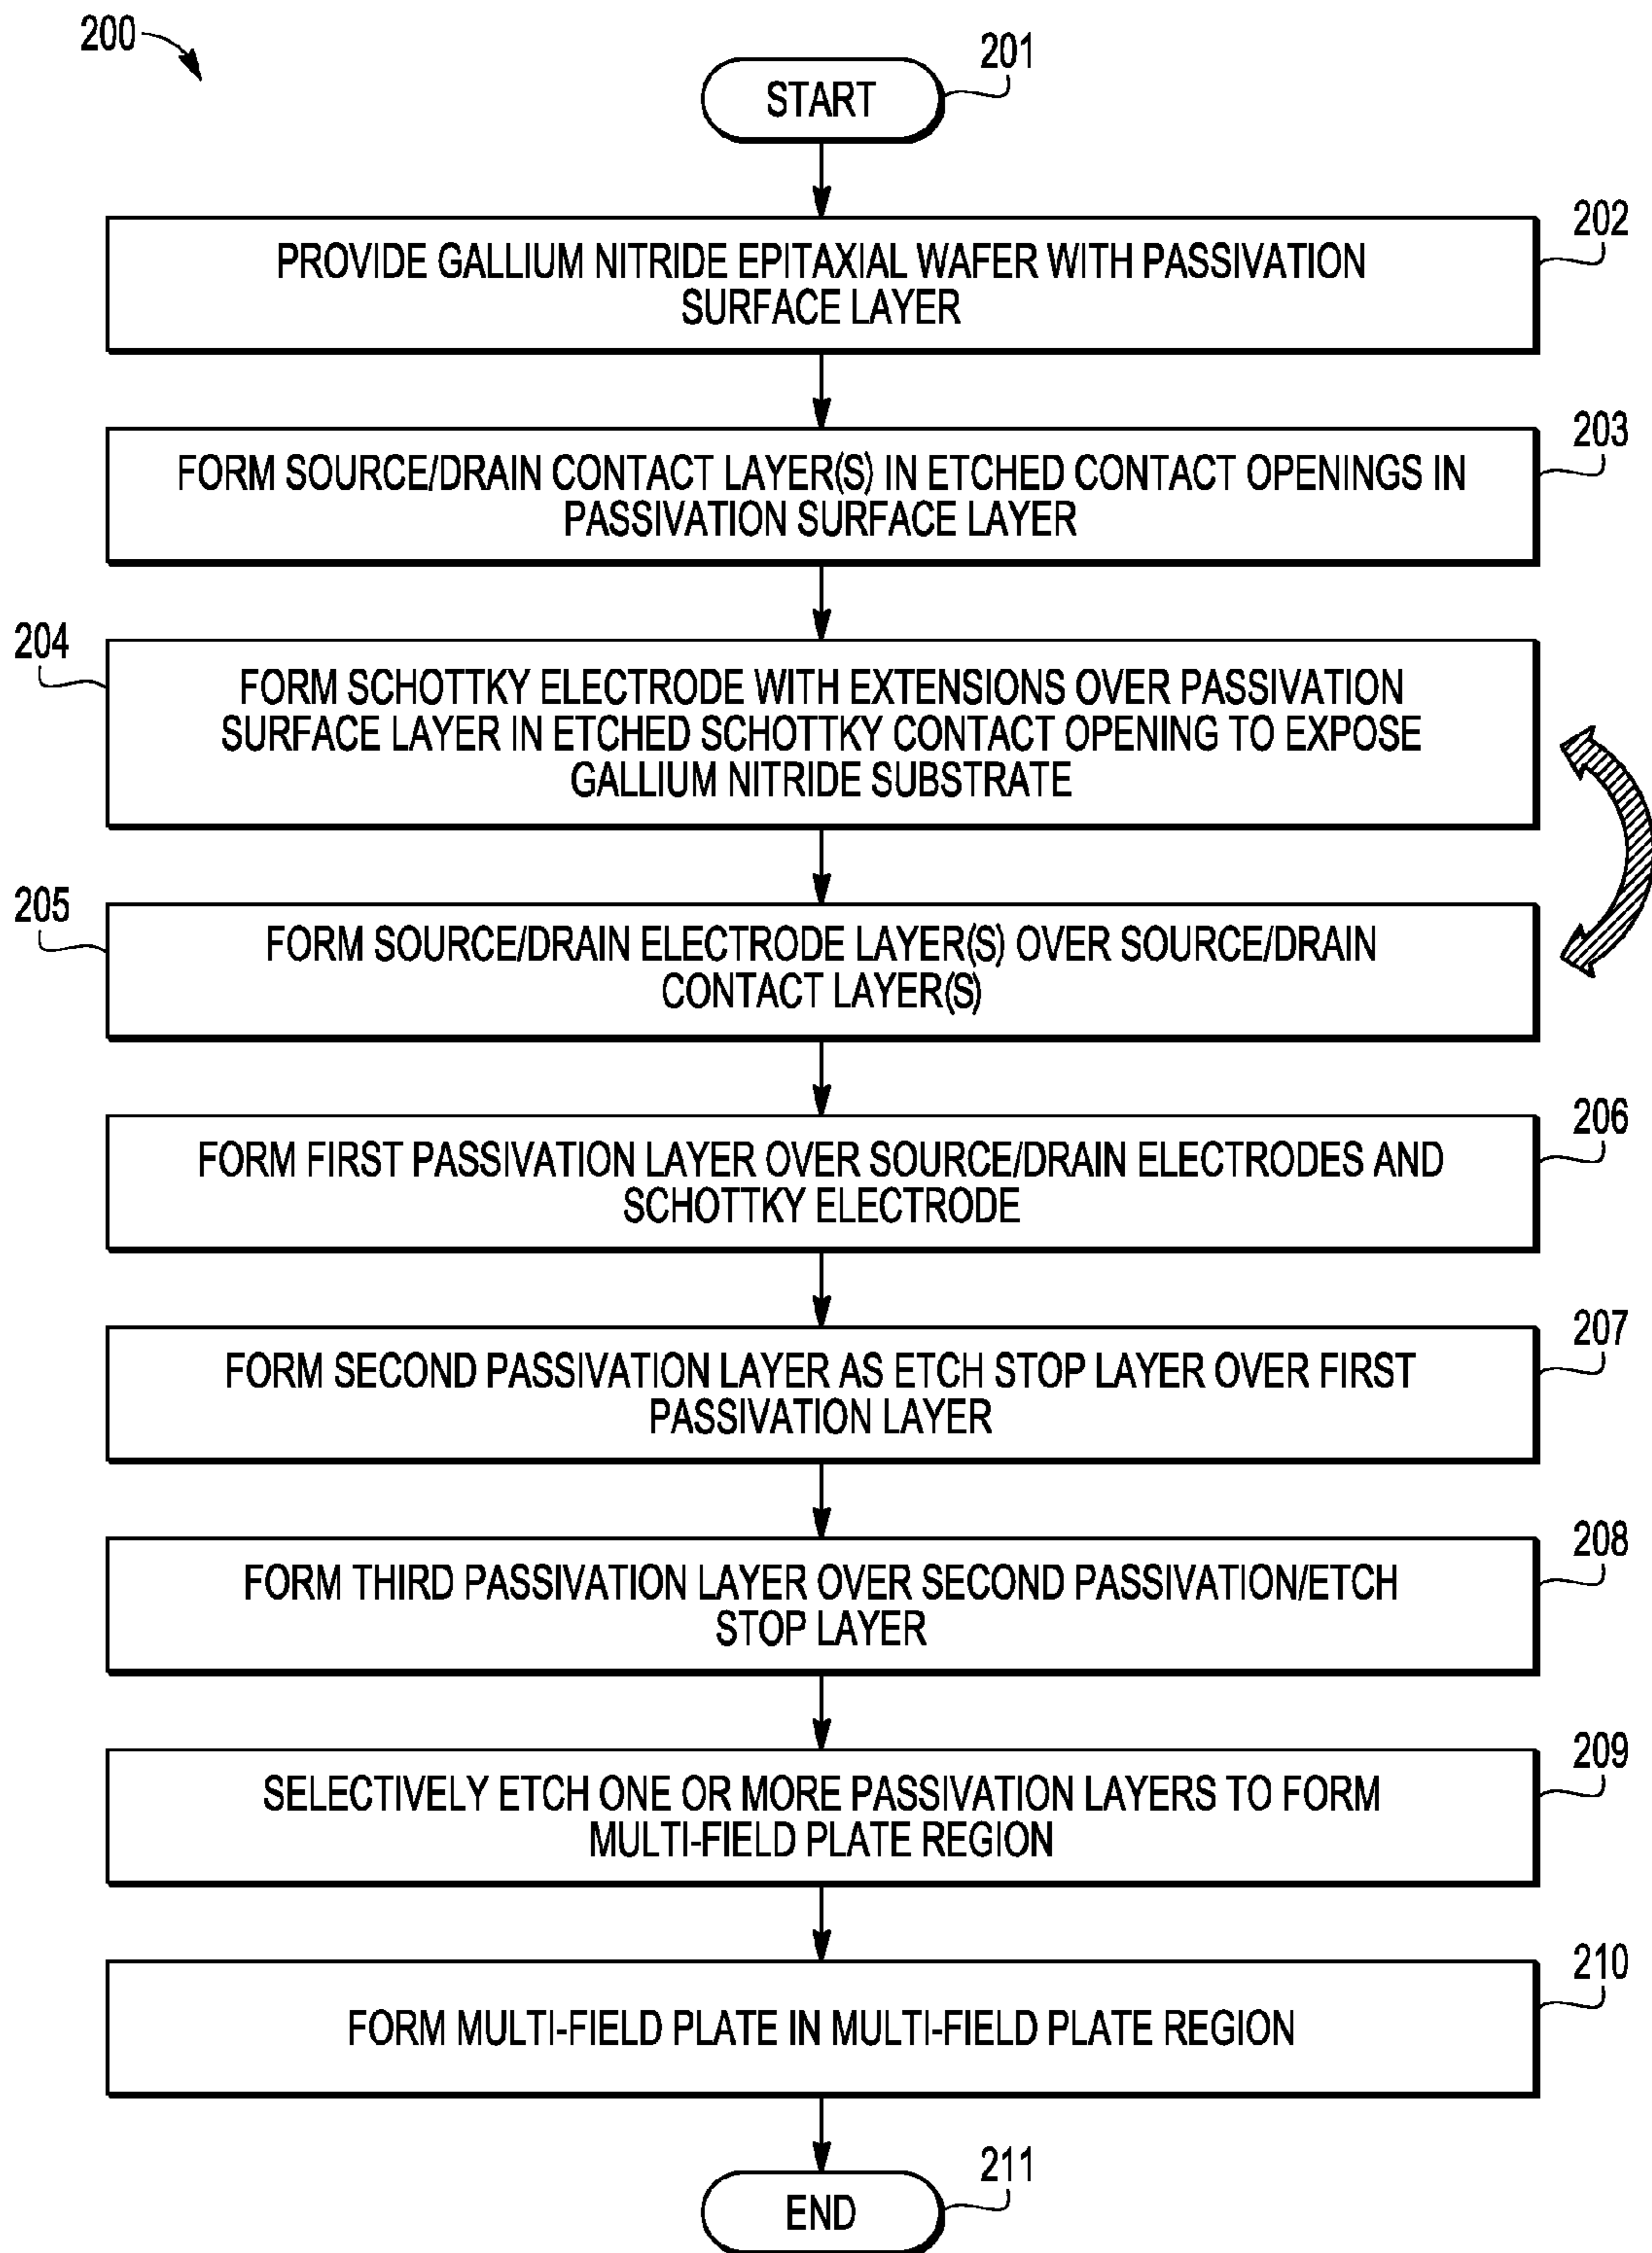 200
START
201
PROVIDE GALLIUM NITRIDE EPITAXIAL WAFER WITH PASSIVATION
SURFACE LAYER
202
FORM SOURCE/DRAIN CONTACT LAYER(S) IN ETCHED CONTACT OPENINGS IN
PASSIVATION SURFACE LAYER
203
204
FORM SCHOTTKY ELECTRODE WITH EXTENSIONS OVER PASSIVATION
SURFACE LAYER IN ETCHED SCHOTTKY CONTACT OPENING TO EXPOSE
GALLIUM NITRIDE SUBSTRATE
205
FORM SOURCE/DRAIN ELECTRODE LAYER(S) OVER SOURCE/DRAIN
CONTACT LAYER(S)
FORM FIRST PASSIVATION LAYER OVER SOURCE/DRAIN ELECTRODES AND
SCHOTTKY ELECTRODE
206
FORM SECOND PASSIVATION LAYER AS ETCH STOP LAYER OVER FIRST
PASSIVATION LAYER
207
FORM THIRD PASSIVATION LAYER OVER SECOND PASSIVATION/ETCH
STOP LAYER
208
SELECTIVELY ETCH ONE OR MORE PASSIVATION LAYERS TO FORM
MULTI-FIELD PLATE REGION
209
FORM MULTI-FIELD PLATE IN MULTI-FIELD PLATE REGION
210
END
211